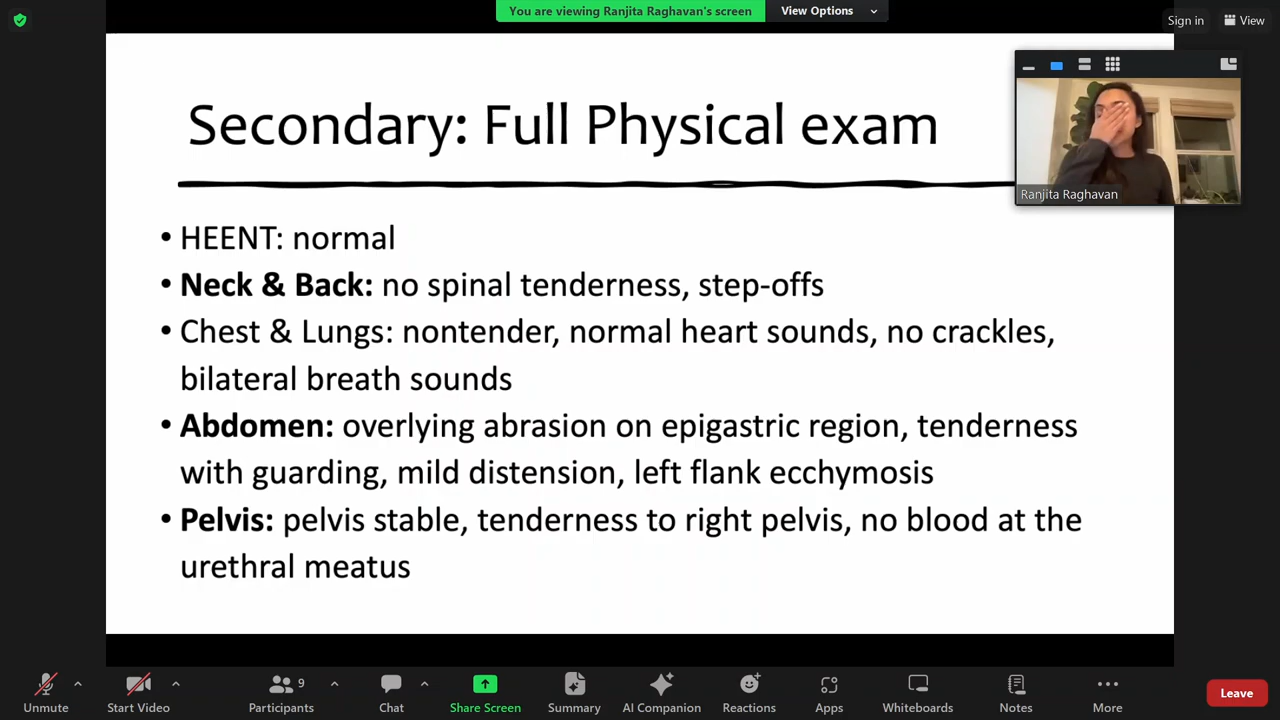 You are viewing Ranjita Raghavan's screen
View Options
Sign in
View
Secondary: Full Physical exam
Ranjita Raghavan
• HEENT: normal
• Neck & Back: no spinal tenderness, step-offs
• Chest & Lungs: nontender, normal heart sounds, no crackles,
bilateral breath sounds
• Abdomen: overlying abrasion on epigastric region, tenderness
with guarding, mild distension, left flank ecchymosis
• Pelvis: pelvis stable, tenderness to right pelvis, no blood at the
urethral meatus
9
Unmute
Start Video
Participants
Chat
Share Screen
Summary
AI Companion
Reactions
Apps
Whiteboards
Notes
More
Leave